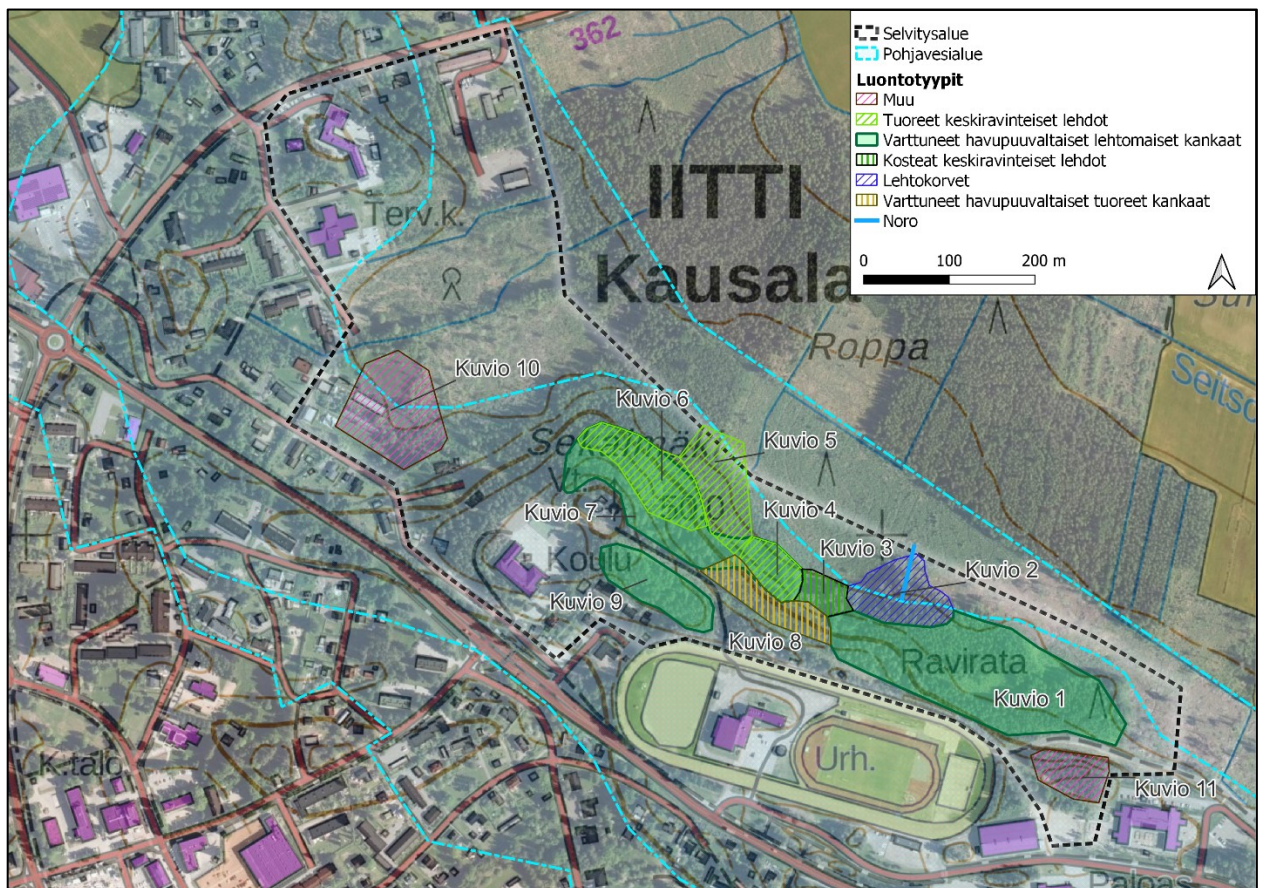 362
Selvitysalue
Pohjavesialue
Luontotyypit
Muu
Tuoreet keskiravinteiset lehdot
Varttuneet havupuuvaltaiset lehtomaiset kankaat
Kosteat keskiravinteiset lehdot
Lehtokorvet
Varttuneet havupuuvaltaiset tuoreet kankaat
Noro
0 100 200 m
IITTI
Terv.k.
Kausala
Roppa
Kuvio 10
Kuvio 6
Kuvio 5
Kuvio 4
Kuvio 7
Kuvio 3
Koulu
Kuvio 2
Kuvio 9
Kuvio 8
Ravirata
Kuvio 1
K.talo
Urh.
Kuvio 11